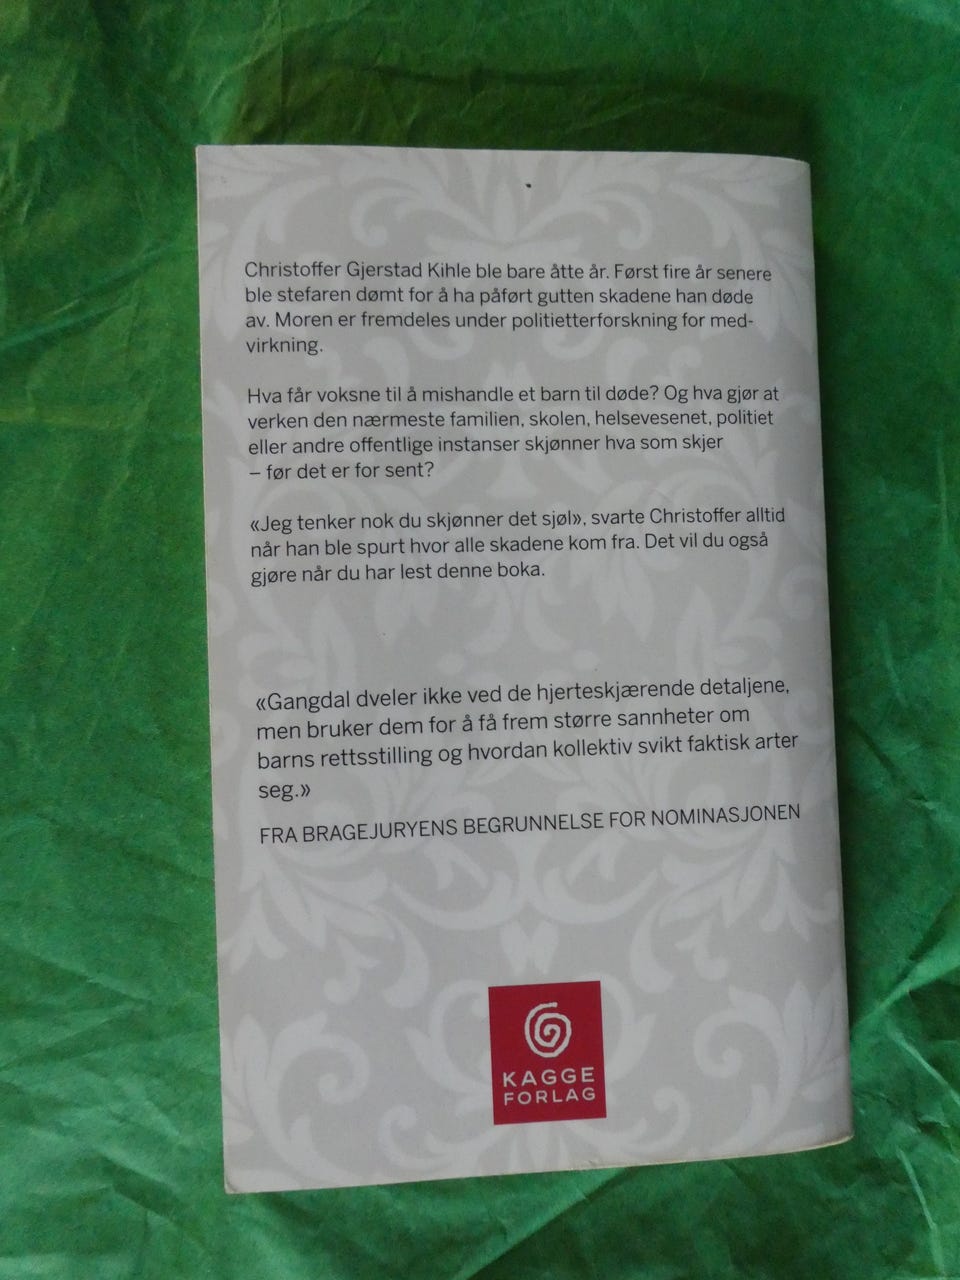 Christoffer Gjerstad Kihle ble bare åtte år. Først fire år senere
ble stefaren dømt for å ha påført gutten skadene han døde
av. Moren er fremdeles under politietterforskning for med-
virkning.
Hva får voksne til å mishandle et barn til døde? Og hva gjør at
verken den nærmeste familien, skolen, helsevesenet, politiet
eller andre offentlige instanser skjønner hva som skjer
– før det er for sent?
«Jeg tenker nok du skjønner det sjøl», svarte Christoffer alltid
når han ble spurt hvor alle skadene kom fra. Det vil du også
gjøre når du har lest denne boka.
«Gangdal dveler ikke ved de hjerteskjærende detaljene,
men bruker dem for å få frem større sannheter om
barns rettsstilling og hvordan kollektiv svikt faktisk arter
seg.»
FRA BRAGEJURYENS BEGRUNNELSE FOR NOMINASJONEN
KAGGE
FORLAG